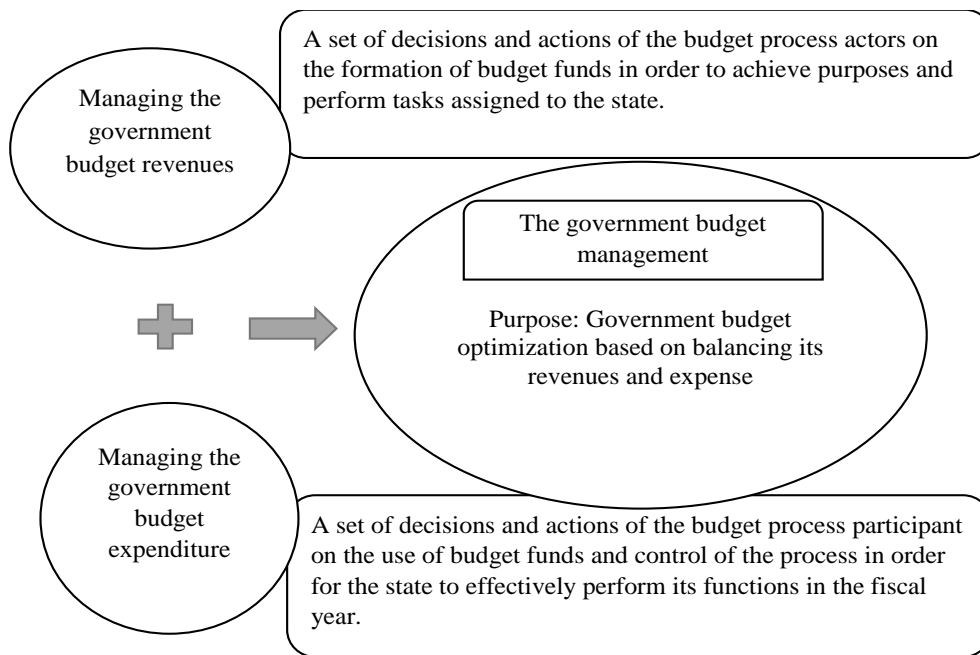 A set of decisions and actions of the budget process actors on
the formation of budget funds in order to achieve purposes and
perform tasks assigned to the state.
Managing the
government
budget revenues
The government budget
management
Purpose: Government budget
optimization based on balancing its
revenues and expense
Managing the
government
budget
expenditure
A set of decisions and actions of the budget process participant
on the use of budget funds and control of the process in order
for the state to effectively perform its functions in the fiscal
year.